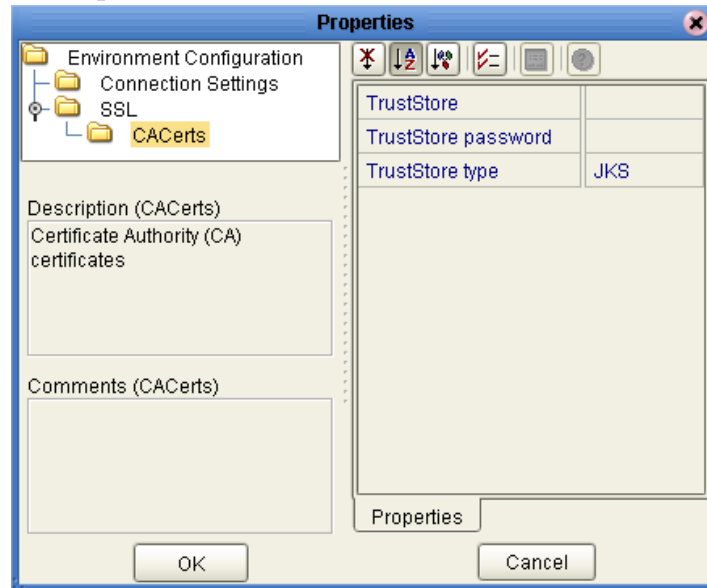 Properties
Environment Configuration
Connection Settings
SSL
CACerts
Description (CACerts)
Certificate Authority (CA)
certificates
Comments (CACerts)
TrustStore
TrustStore password
TrustStore type JKS
Properties
OK
Cancel